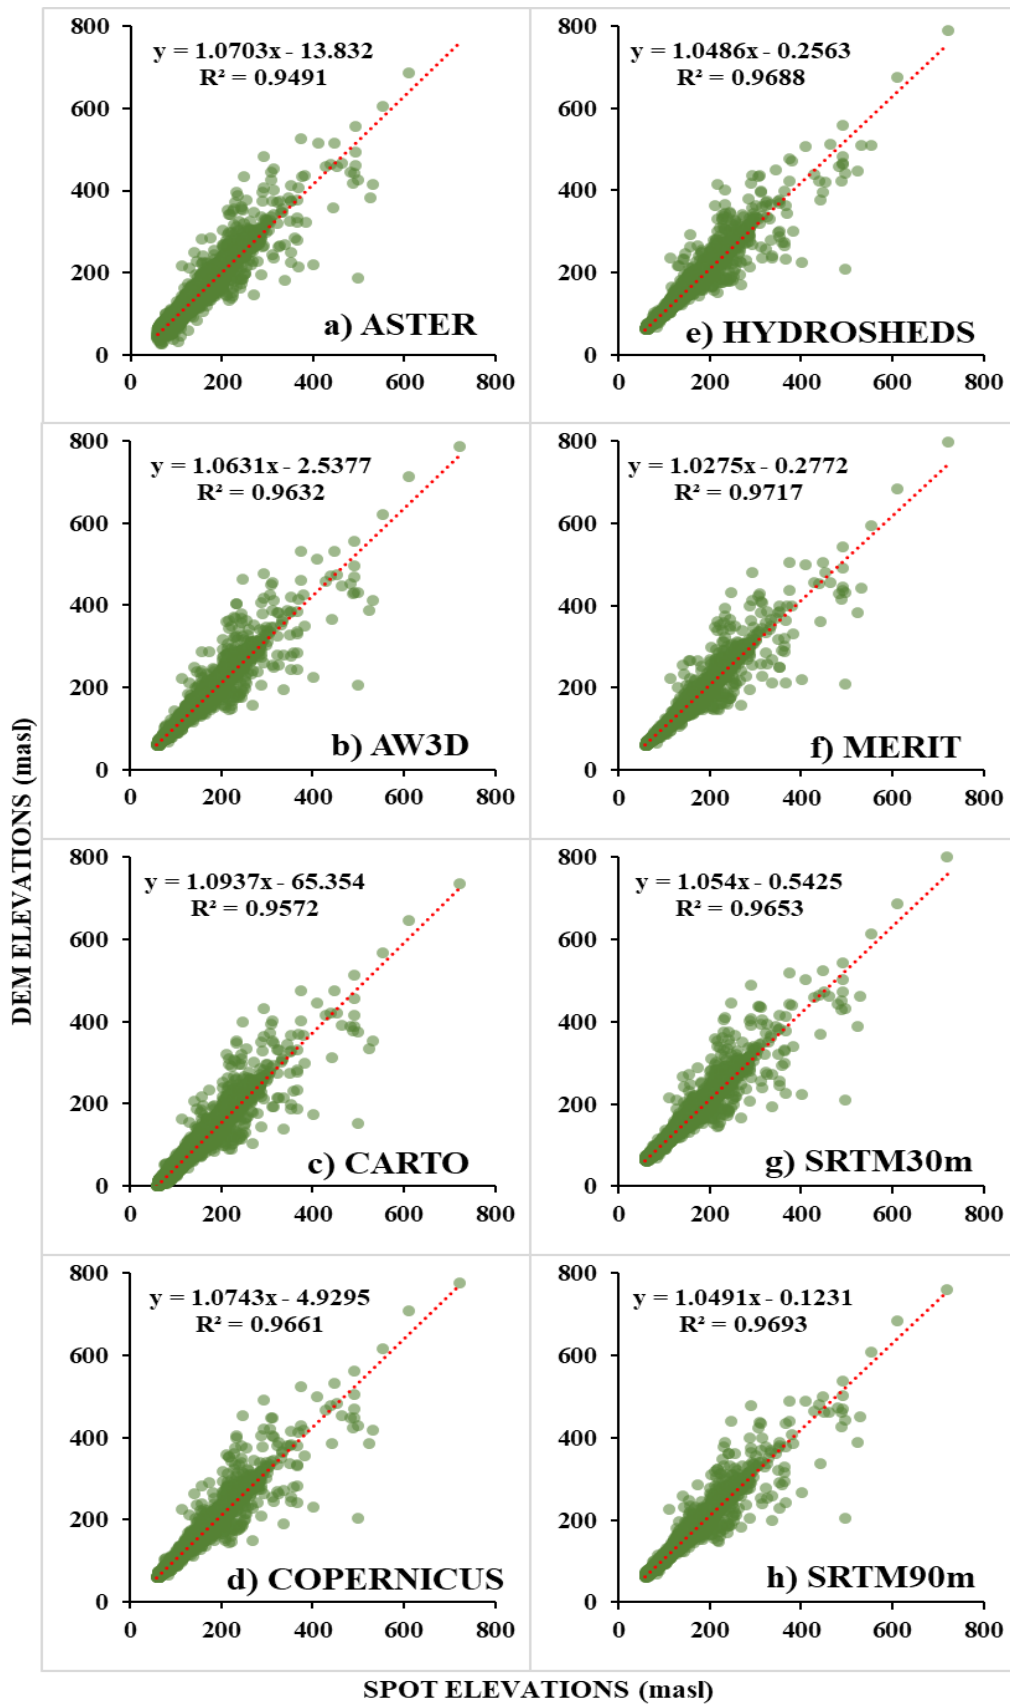 800
600
400
200
0
y = 1.0703x - 13.832
R² = 0.9491
a) ASTER
0 200 400 600 800
800
600
400
200
0
y = 1.0486x - 0.2563
R² = 0.9688
e) HYDROSHEDS
0 200 400 600 800
800
600
400
200
0
y = 1.0631x - 2.5377
R² = 0.9632
b) AW3D
0 200 400 600 800
800
600
400
200
0
y = 1.0275x - 0.2772
R² = 0.9717
f) MERIT
0 200 400 600 800
DEM ELEVATIONS (masl)
800
600
400
200
0
y = 1.0937x - 65.354
R² = 0.9572
c) CARTO
0 200 400 600 800
800
600
400
200
0
y = 1.054x - 0.5425
R² = 0.9653
g) SRTM30m
0 200 400 600 800
800
600
400
200
0
y = 1.0743x - 4.9295
R² = 0.9661
d) COPERNICUS
0 200 400 600 800
800
600
400
200
0
y = 1.0491x - 0.1231
R² = 0.9693
h) SRTM90m
0 200 400 600 800
SPOT ELEVATIONS (masl)